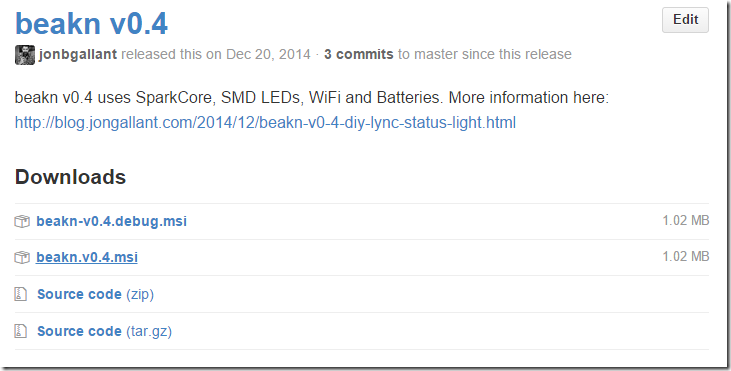 beakn v0.4
Edit
jonbgallant released this on Dec 20, 2014 · 3 commits to master since this release
beakn v0.4 uses SparkCore, SMD LEDs, WiFi and Batteries. More information here:
http://blog.jongallant.com/2014/12/beakn-v0-4-diy-lync-status-light.html
Downloads
beakn-v0.4.debug.msi 1.02 MB
beakn.v0.4.msi 1.02 MB
Source code (zip)
Source code (tar.gz)